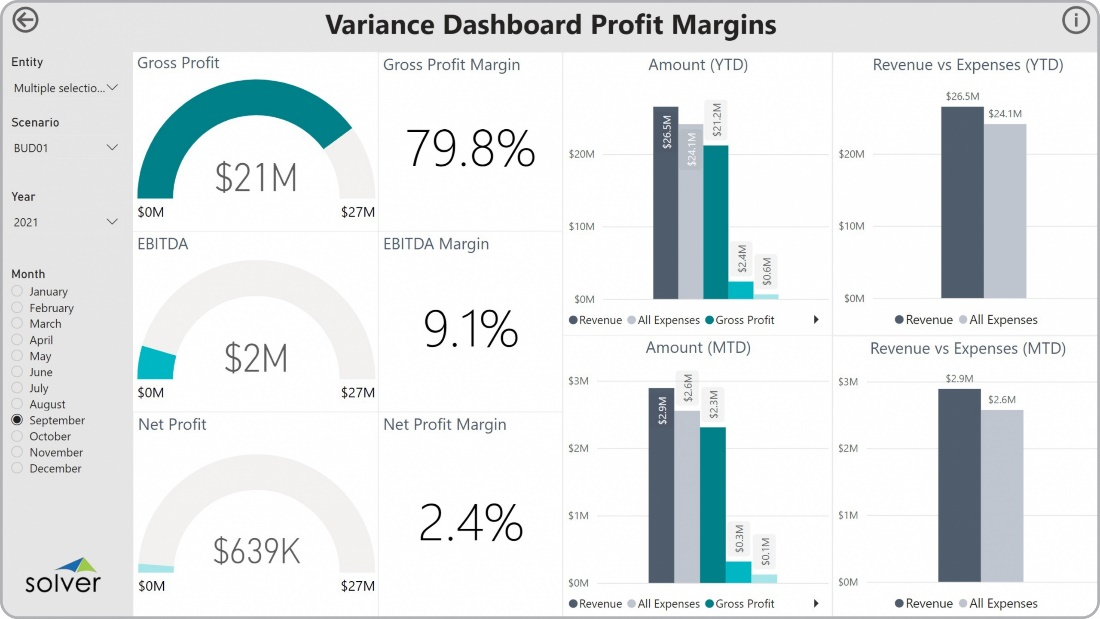 Variance Dashboard Profit Margins
i
Entity
Multiple selectio...
Scenario
BUD01
Year
2021
Month
January
February
March
April
May
June
July
August
September
October
November
December
solver
Gross Profit
$21M
$0M $27M
Gross Profit Margin
79.8%
EBITDA
$2M
$0M $27M
EBITDA Margin
9.1%
Net Profit
$639K
$0M $27M
Net Profit Margin
2.4%
Amount (YTD)
$20M
$10M
$0M
$26.5M
$24.1M
$21.2M
$2.4M
$0.6M
Revenue All Expenses Gross Profit
Revenue vs Expenses (YTD)
$26.5M
$24.1M
$20M
$10M
$0M
Revenue All Expenses
Amount (MTD)
$3M
$2M
$1M
$0M
$2.9M
$2.6M
$2.3M
$0.3M
$0.1M
Revenue All Expenses Gross Profit
Revenue vs Expenses (MTD)
$2.9M
$2.6M
$3M
$2M
$1M
$0M
Revenue All Expenses